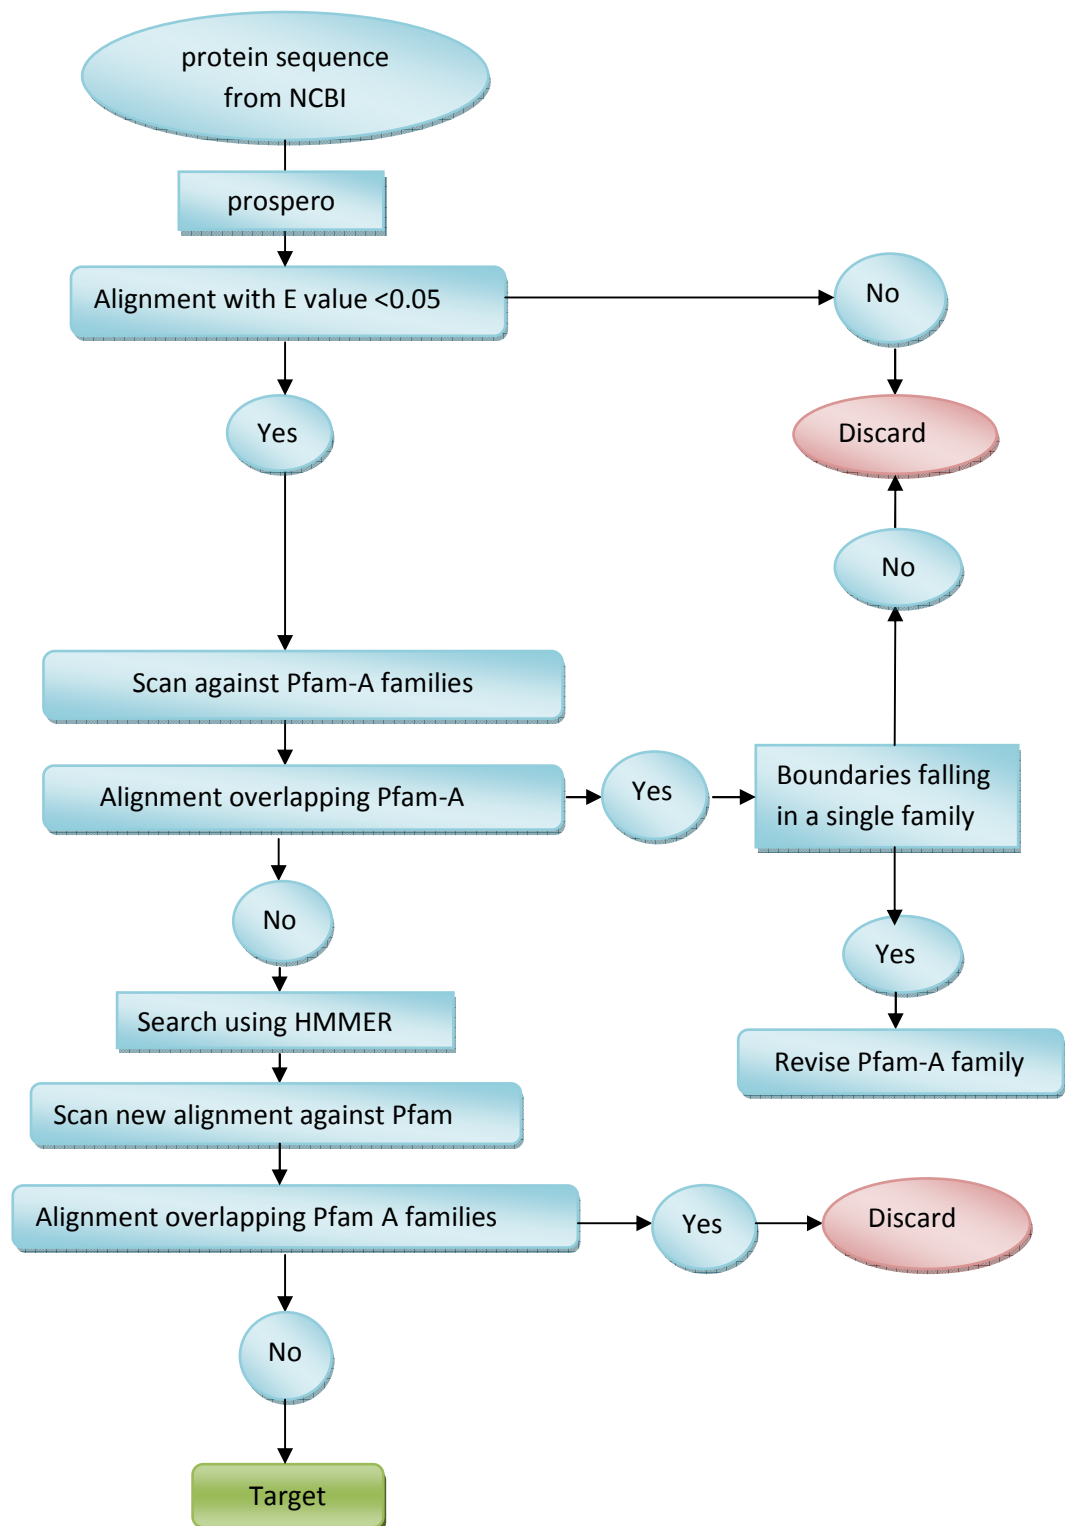 protein sequence
from NCBI
prospero
Alignment with E value <0.05
No
Yes
Discard
No
Scan against Pfam-A families
Alignment overlapping Pfam-A
Yes
Boundaries falling
in a single family
No
Yes
Search using HMMER
Revise Pfam-A family
Scan new alignment against Pfam
Alignment overlapping Pfam A families
Yes
Discard
No
Target